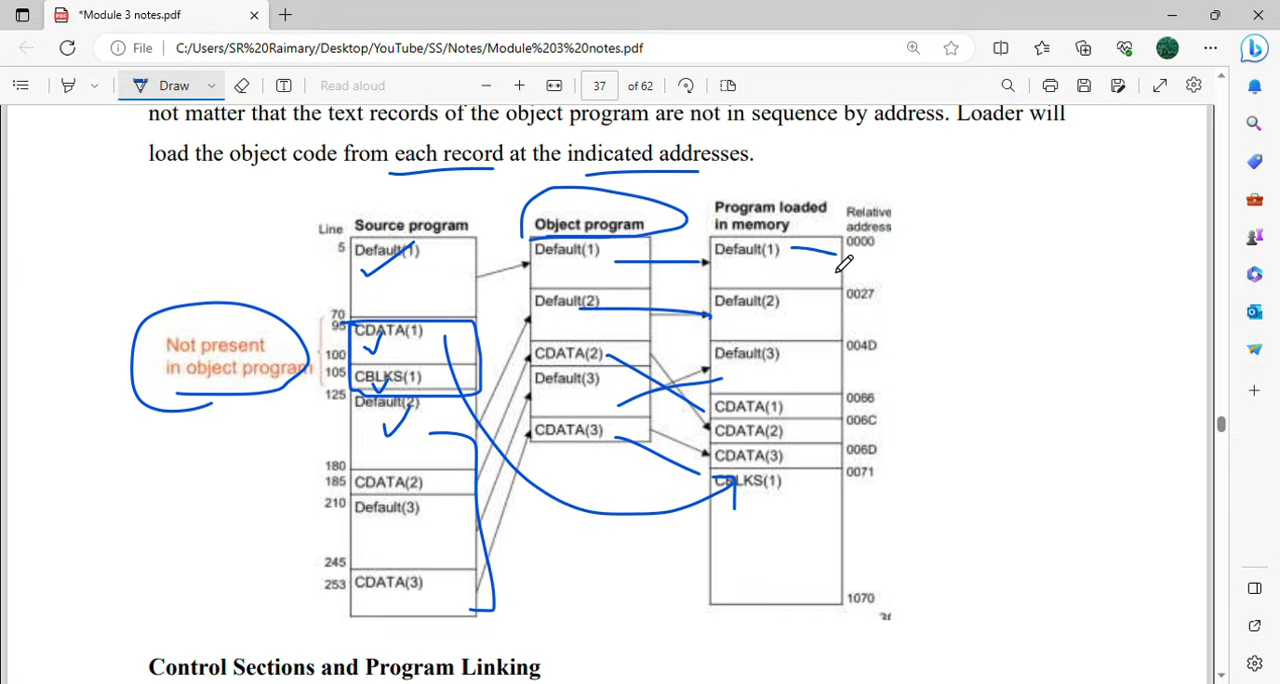 *Module 3 notes.pdf
File
C:/Users/SR%20Raimary/Desktop/YouTube/SS/Notes/Module%203%20notes.pdf
Draw
Read aloud
37
of 62
not matter that the text records of the object program are not in sequence by address. Loader will
load the object code from each record at the indicated addresses.
Line
Source program
Object program
Program loaded
in memory
Relative
address
5
Default(1)
70
95
CDATA(1)
100
105
CBLKS(1)
125
Default(2)
180
185
CDATA(2)
210
Default(3)
245
253
CDATA(3)
Not present
in object program
Default(1)
Default(2)
CDATA(2)
Default(3)
CDATA(3)
Default(1)
Default(2)
Default(3)
CDATA(1)
CDATA(2)
CDATA(3)
CBLKS(1)
0000
0027
004D
0066
006C
006D
0071
1070
Control Sections and Program Linking